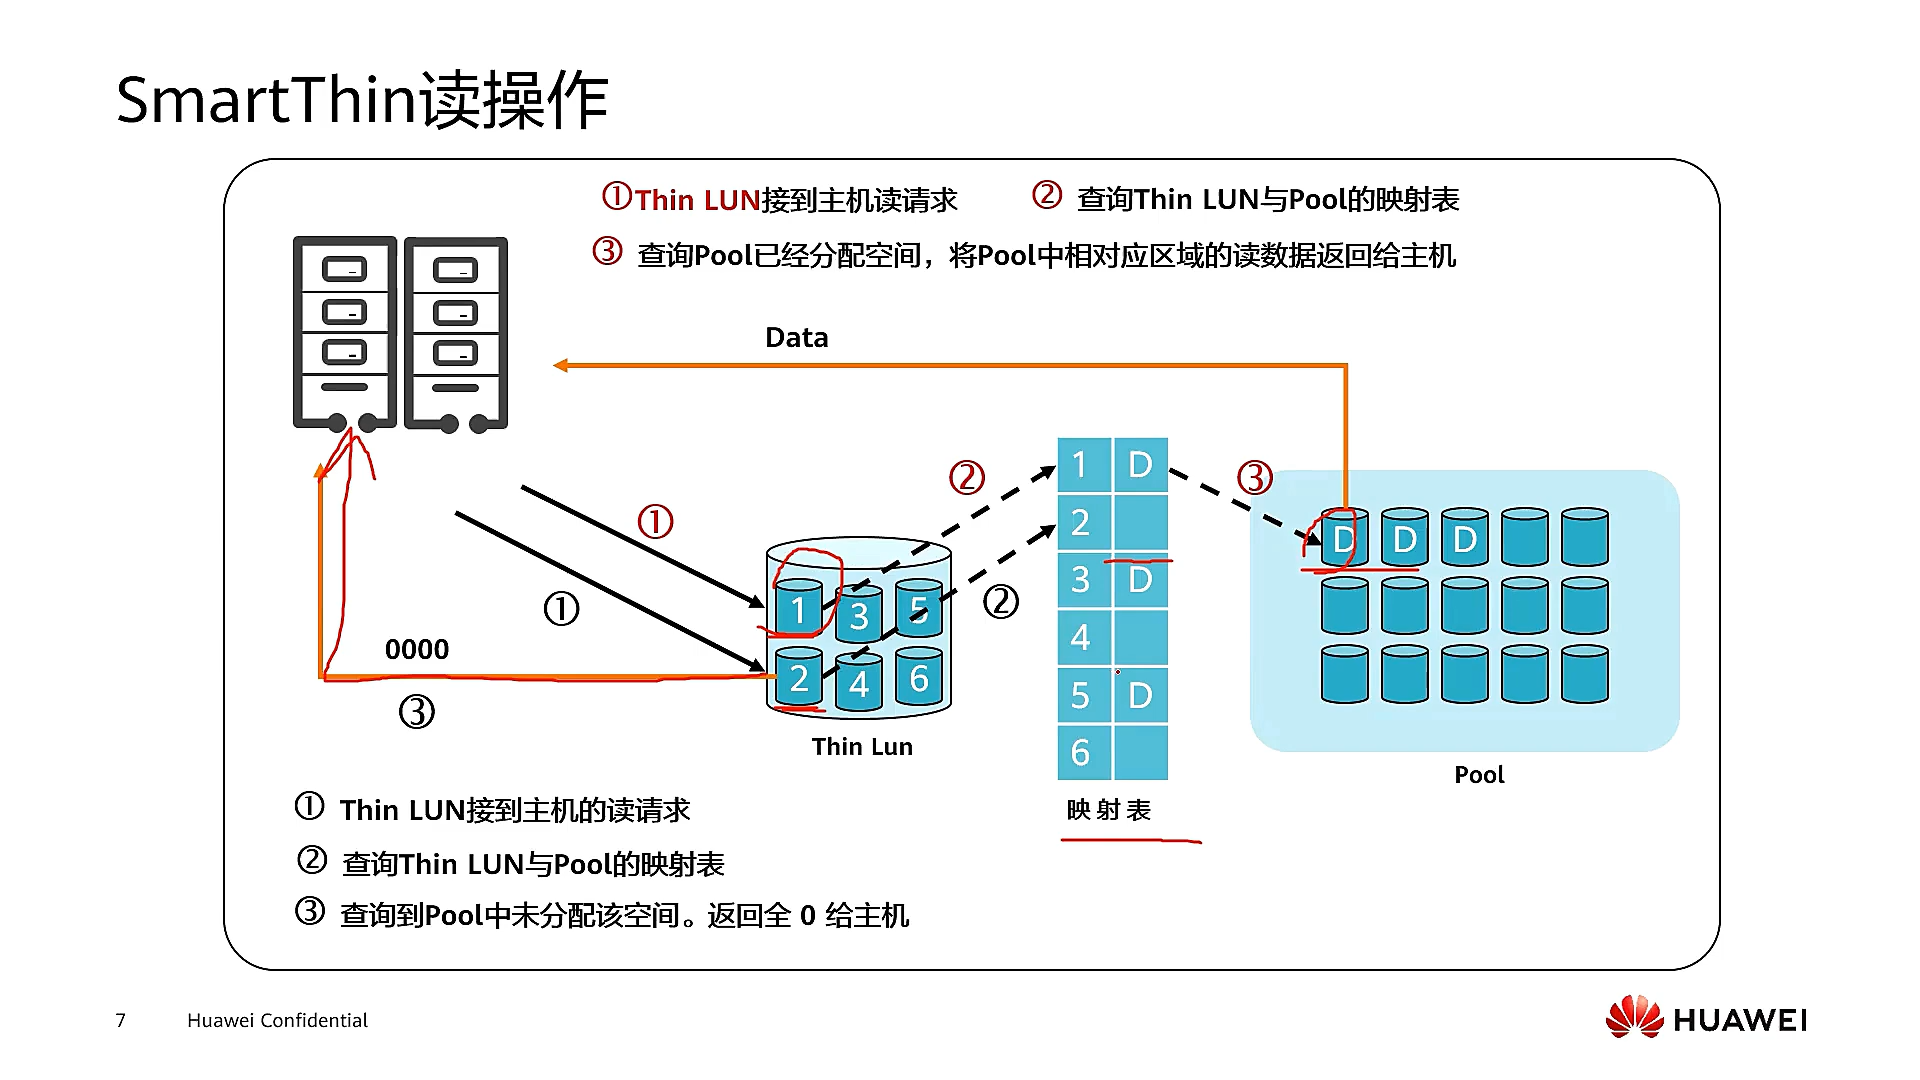 SmartThin读操作
①Thin LUN接到主机读请求 ② 查询Thin LUN与Pool的映射表
③ 查询Pool已经分配空间，将Pool中相对应区域的读数据返回给主机
Data
② ③
① ① ②
1 3 5
2 4 6
0000
③
Thin Lun
1 D
2
3 D
4
5 D
6
映射表
D D D
Pool
① Thin LUN接到主机的读请求
② 查询Thin LUN与Pool的映射表
③ 查询到Pool中未分配该空间。返回全 0 给主机
7 Huawei Confidential
HUAWEI